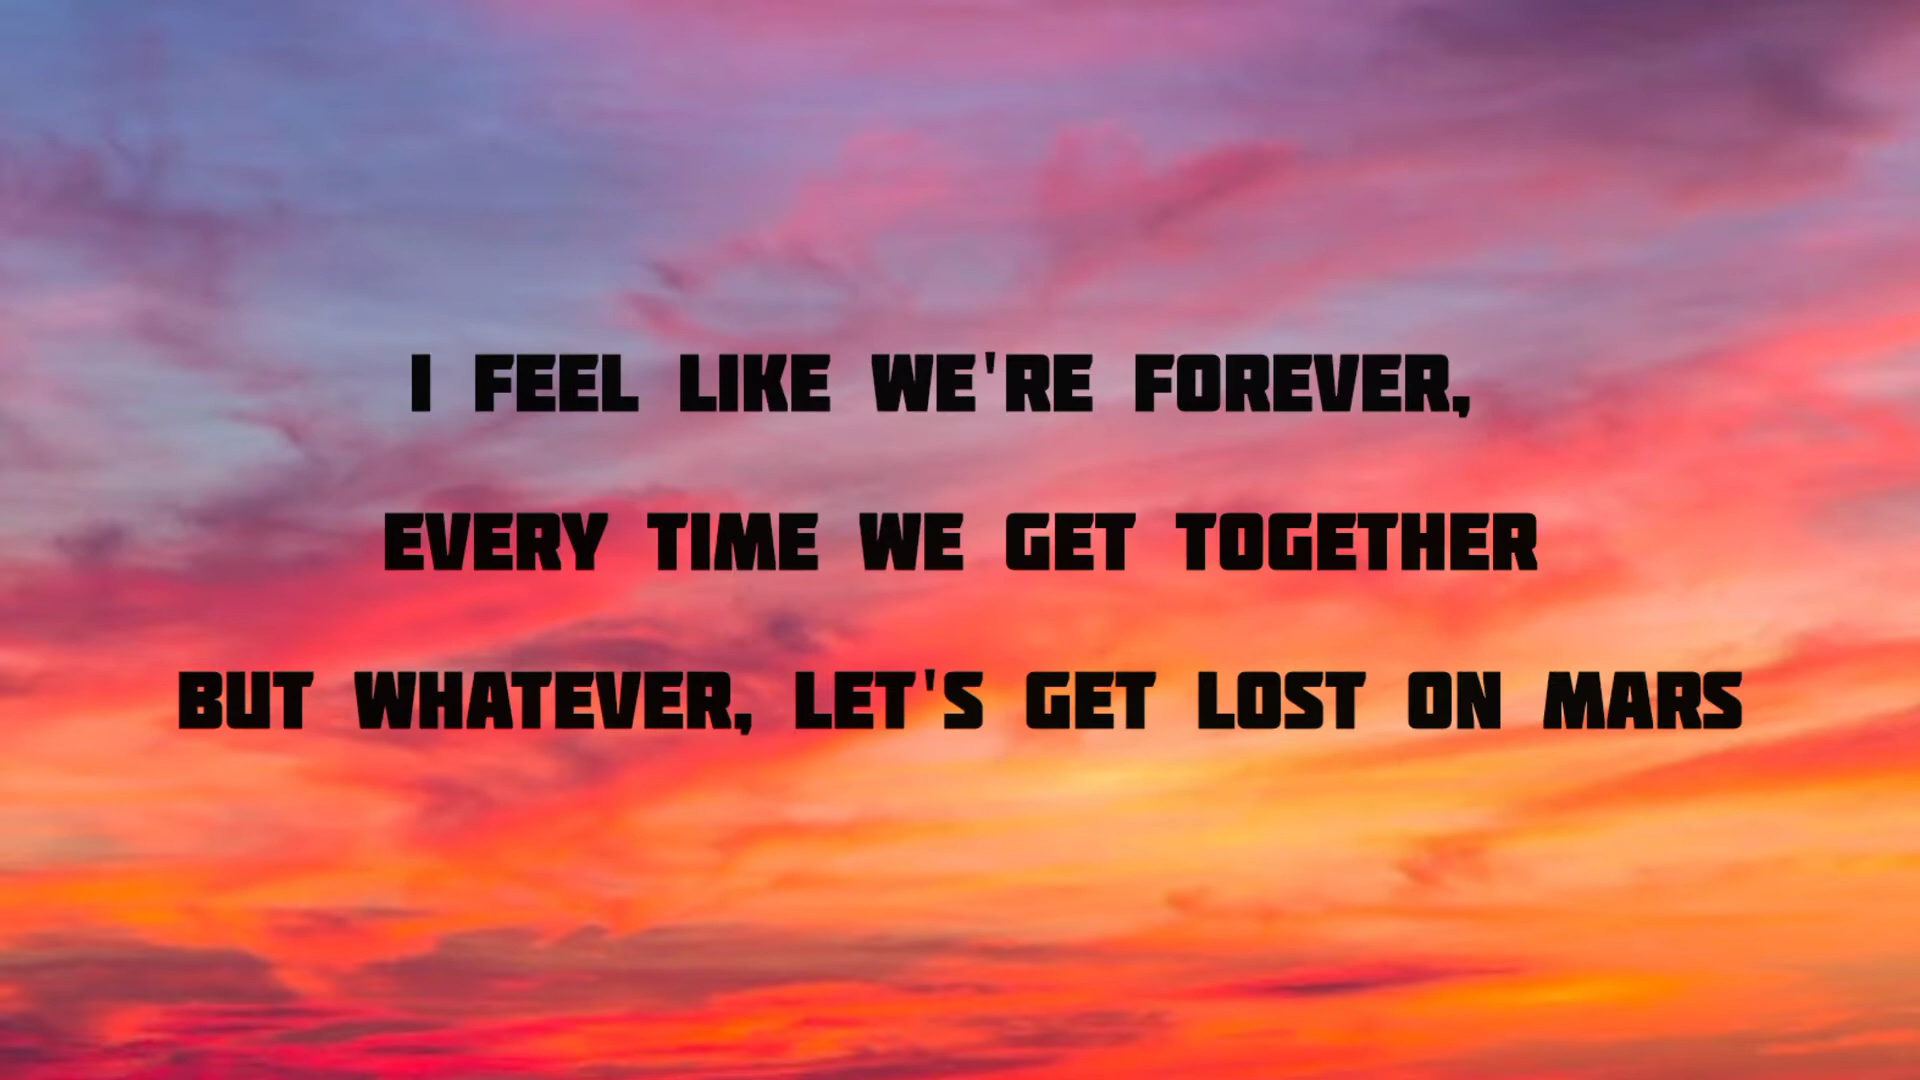 I FEEL LIKE WE'RE FOREVER,
EVERY TIME WE GET TOGETHER
BUT WHATEVER, LET'S GET LOST ON MARS